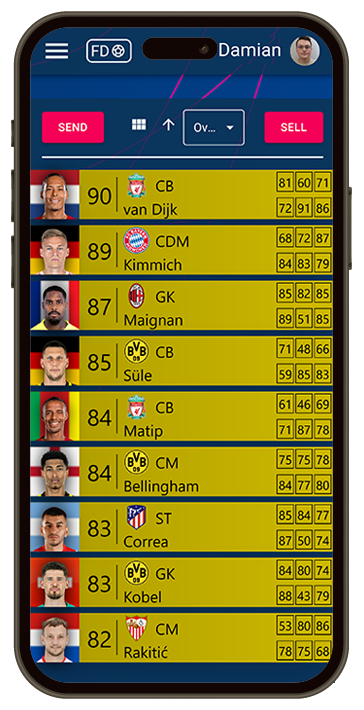 FD Damian
SEND Ov... SELL
90 CB 81 60 71
van Dijk 72 91 86
89 CDM 68 72 87
Kimmich 84 83 79
87 GK 85 82 85
Maignan 89 51 85
85 CB 71 48 66
Süle 59 85 83
84 CB 61 46 69
Matip 71 87 78
84 CM 75 75 78
Bellingham 84 77 80
83 ST 85 84 77
Correa 87 50 74
83 GK 84 80 74
Kobel 88 43 79
82 CM 53 80 86
Rakitić 78 75 68